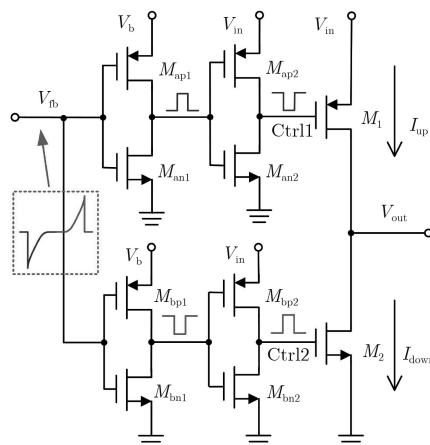 V_b V_in V_in
M_ap1 M_ap2
V_fb
Ctrl1 M_1 I_up
M_an1 M_an2
V_out
V_b V_in
M_bp1 M_bp2
Ctrl2 M_2 I_down
M_bn1 M_bn2